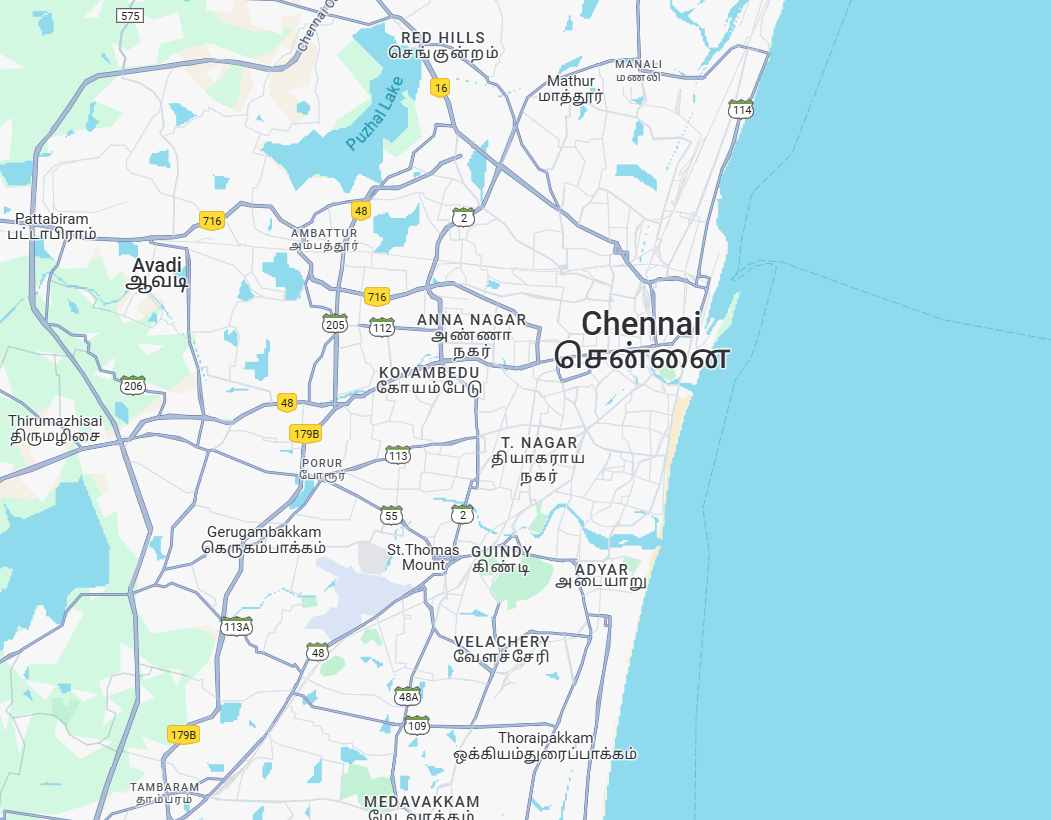 575
Chennai
RED HILLS
செங்குன்றம்
MANALI
மணலி
Mathur
மாத்தூர்
16
114
Puzhal Lake
Pattabiram
பட்டாபிராம்
716
48
2
AMBATTUR
அம்பத்தூர்
Avadi
ஆவடி
716
205
112
ANNA NAGAR
அண்ணா
நகர்
Chennai
சென்னை
KOYAMBEDU
கோயம்பேடு
206
48
Thirumazhisai
திருமழிசை
179B
T. NAGAR
தியாகராய
நகர்
113
PORUR
போரூர்
55
2
Gerugambakkam
கெருகம்பாக்கம்
St.Thomas
Mount
GUINDY
கிண்டி
ADYAR
அடையாறு
113A
48
VELACHERY
வேளச்சேரி
48A
109
179B
Thoraipakkam
ஒக்கியம்துரைப்பாக்கம்
TAMBARAM
தாம்பரம்
MEDAVAKKAM
மேடவாக்கம்